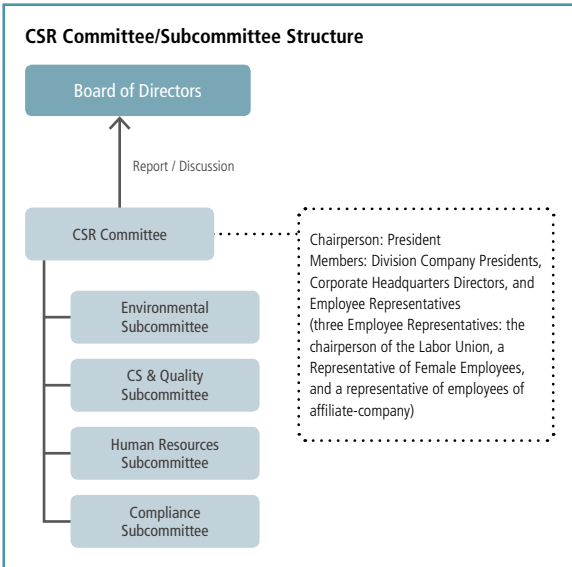 CSR Committee/Subcommittee Structure
Board of Directors
Report / Discussion
CSR Committee
Chairperson: President
Members: Division Company Presidents,
Corporate Headquarters Directors, and
Employee Representatives
(three Employee Representatives: the
chairperson of the Labor Union, a
Representative of Female Employees,
and a representative of employees of
affiliate-company)
Environmental
Subcommittee
CS & Quality
Subcommittee
Human Resources
Subcommittee
Compliance
Subcommittee